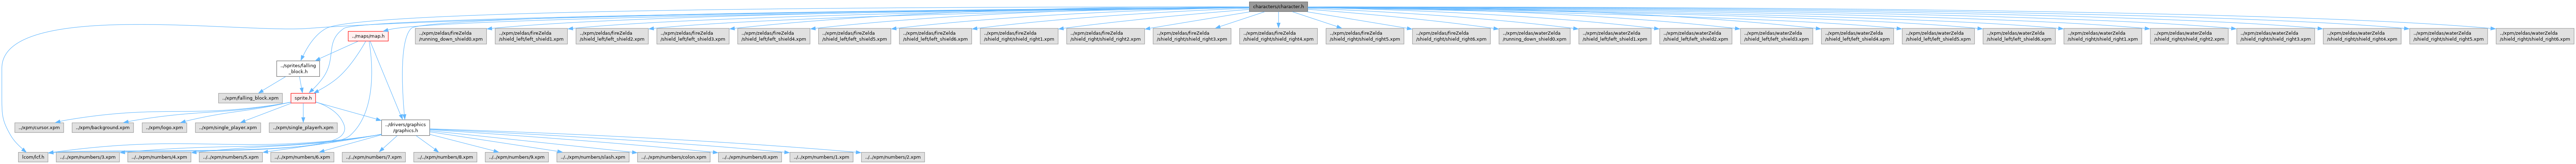 characters/character.h
../maps/map.h
../xpm/zeldas/fireZelda
/running_down_shield0.xpm
../xpm/zeldas/fireZelda
/shield_left/left_shield1.xpm
../xpm/zeldas/fireZelda
/shield_left/left_shield2.xpm
../xpm/zeldas/fireZelda
/shield_left/left_shield3.xpm
../xpm/zeldas/fireZelda
/shield_left/left_shield4.xpm
../xpm/zeldas/fireZelda
/shield_left/left_shield5.xpm
../xpm/zeldas/fireZelda
/shield_left/left_shield6.xpm
../xpm/zeldas/fireZelda
/shield_right/shield_right1.xpm
../xpm/zeldas/fireZelda
/shield_right/shield_right2.xpm
../xpm/zeldas/fireZelda
/shield_right/shield_right3.xpm
../xpm/zeldas/fireZelda
/shield_right/shield_right4.xpm
../xpm/zeldas/fireZelda
/shield_right/shield_right5.xpm
../xpm/zeldas/fireZelda
/shield_right/shield_right6.xpm
../xpm/zeldas/waterZelda
/running_down_shield0.xpm
../xpm/zeldas/waterZelda
/shield_left/left_shield1.xpm
../xpm/zeldas/waterZelda
/shield_left/left_shield2.xpm
../xpm/zeldas/waterZelda
/shield_left/left_shield3.xpm
../xpm/zeldas/waterZelda
/shield_left/left_shield4.xpm
../xpm/zeldas/waterZelda
/shield_left/left_shield5.xpm
../xpm/zeldas/waterZelda
/shield_left/left_shield6.xpm
../xpm/zeldas/waterZelda
/shield_right/shield_right1.xpm
../xpm/zeldas/waterZelda
/shield_right/shield_right2.xpm
../xpm/zeldas/waterZelda
/shield_right/shield_right3.xpm
../xpm/zeldas/waterZelda
/shield_right/shield_right4.xpm
../xpm/zeldas/waterZelda
/shield_right/shield_right5.xpm
../xpm/zeldas/waterZelda
/shield_right/shield_right6.xpm
../sprites/falling
_block.h
../xpm/falling_block.xpm
sprite.h
../xpm/cursor.xpm
../xpm/background.xpm
../xpm/logo.xpm
../xpm/single_player.xpm
../xpm/single_playerh.xpm
../drivers/graphics
/graphics.h
lcom/lcf.h
../../xpm/numbers/3.xpm
../../xpm/numbers/4.xpm
../../xpm/numbers/5.xpm
../../xpm/numbers/6.xpm
../../xpm/numbers/7.xpm
../../xpm/numbers/8.xpm
../../xpm/numbers/9.xpm
../../xpm/numbers/slash.xpm
../../xpm/numbers/colon.xpm
../../xpm/numbers/0.xpm
../../xpm/numbers/1.xpm
../../xpm/numbers/2.xpm